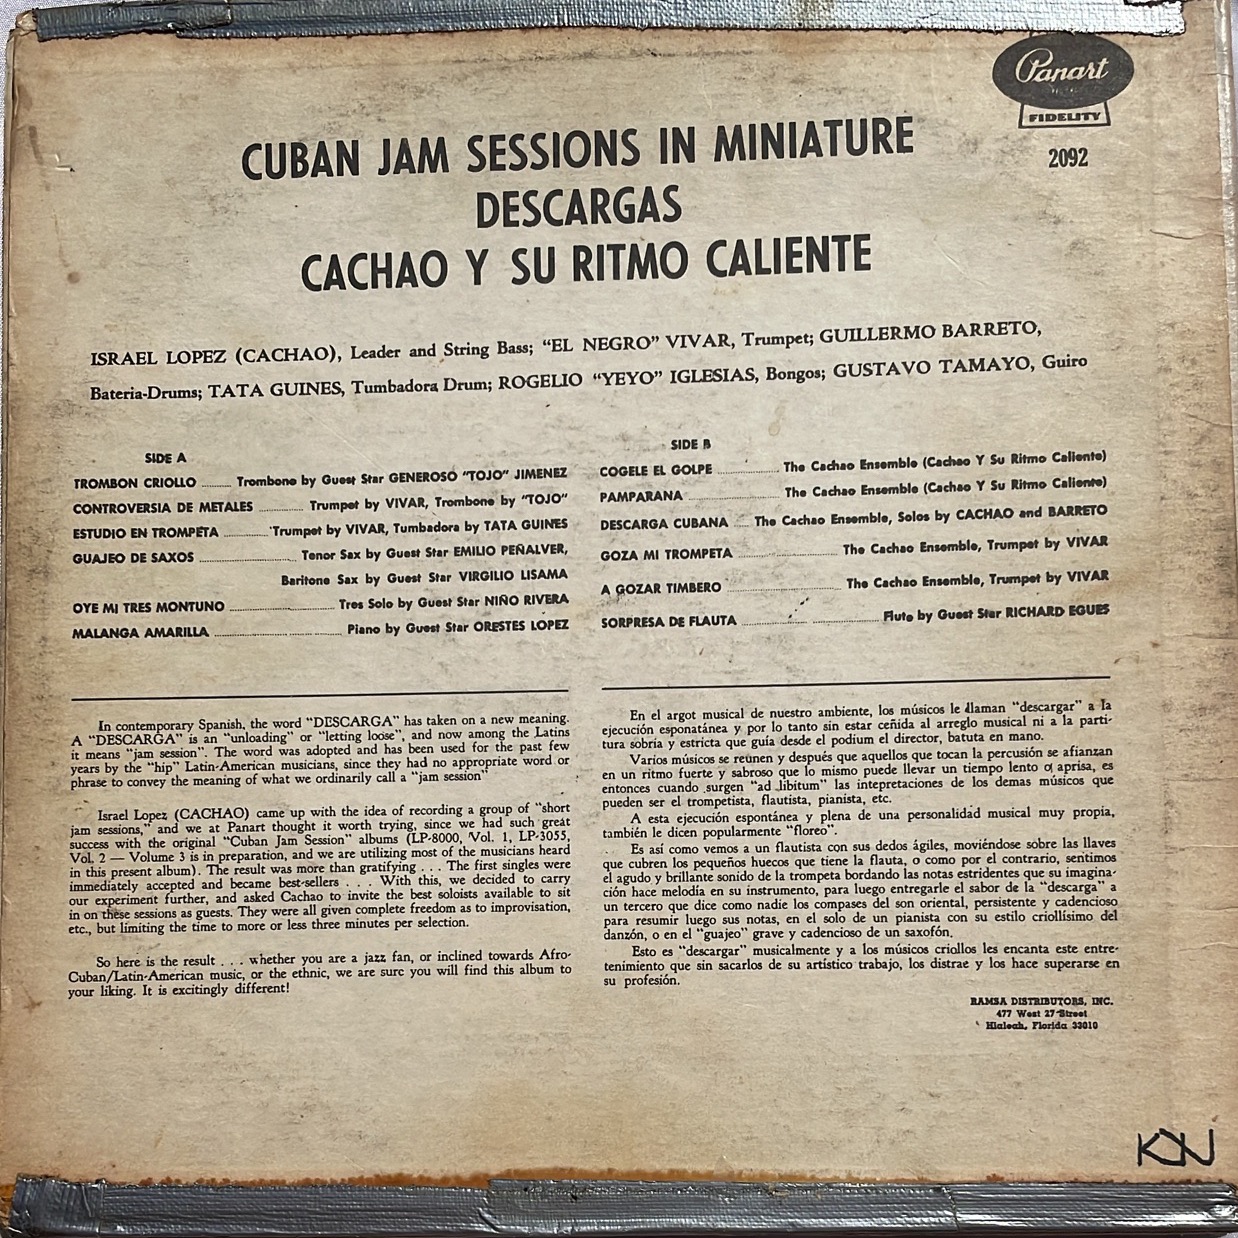 Panart
FIDELITY
2092
CUBAN JAM SESSIONS IN MINIATURE
DESCARGAS
CACHAO Y SU RITMO CALIENTE
ISRAEL LOPEZ (CACHAO), Leader and String Bass; "EL NEGRO" VIVAR, Trumpet; GUILLERMO BARRETO,
Bateria-Drums; TATA GUINES, Tumbadora Drum; ROGELIO "YEYO" IGLESIAS, Bongos; GUSTAVO TAMAYO, Guiro
SIDE A
TROMBON CRIOLLO ........ Trombone by Guest Star GENEROSO "TOJO" JIMENEZ
CONTROVERSIA DE METALES ............ Trumpet by VIVAR, Trombone by "TOJO"
ESTUDIO EN TROMPETA ............ Trumpet by VIVAR, Tumbadora by TATA GUINES
GUAJEO DE SAXOS ............ Tenor Sax by Guest Star EMILIO PEÑALVER,
Baritone Sax by Guest Star VIRGILIO LISAMA
OYE MI TRES MONTUNO ............ Tres Solo by Guest Star NIÑO RIVERA
MALANGA AMARILLA ............ Piano by Guest Star ORESTES LOPEZ
SIDE B
COGELE EL GOLPE ............ The Cachao Ensemble (Cachao Y Su Ritmo Caliente)
PAMPARANA ............ The Cachao Ensemble (Cachao Y Su Ritmo Caliente)
DESCARGA CUBANA .... The Cachao Ensemble, Solos by CACHAO and BARRETO
GOZA MI TROMPETA ............ The Cachao Ensemble, Trumpet by VIVAR
A GOZAR TIMBERO ............ The Cachao Ensemble, Trumpet by VIVAR
SORPRESA DE FLAUTA ............ Flute by Guest Star RICHARD EGUES
In contemporary Spanish, the word "DESCARGA" has taken on a new meaning.
A "DESCARGA" is an "unloading" or "letting loose", and now among the Latins
it means "jam session". The word was adopted and has been used for the past few
years by the "hip" Latin-American musicians, since they had no appropriate word or
phrase to convey the meaning of what we ordinarily call a "jam session"
Israel Lopez (CACHAO) came up with the idea of recording a group of "short
jam sessions," and we at Panart thought it worth trying, since we had such great
success with the original "Cuban Jam Session" albums (LP-8000, Vol. 1, LP-3055,
Vol. 2 — Volume 3 is in preparation, and we are utilizing most of the musicians heard
in this present album). The result was more than gratifying . . . The first singles were
immediately accepted and became best-sellers . . . With this, we decided to carry
our experiment further, and asked Cachao to invite the best soloists available to sit
in on these sessions as guests. They were all given complete freedom as to improvisation,
etc., but limiting the time to more or less three minutes per selection.
So here is the result . . . whether you are a jazz fan, or inclined towards Afro-
Cuban/Latin-American music, or the ethnic, we are sure you will find this album to
your liking. It is excitingly different!
En el argot musical de nuestro ambiente, los músicos le llaman "descargar" a la
ejecución esponatánea y por lo tanto sin estar ceñida al arreglo musical ni a la parti-
tura sobria y estricta que guía desde el podium el director, batuta en mano.
Varios músicos se reúnen y después que aquellos que tocan la percusión se afianzan
en un ritmo fuerte y sabroso que lo mismo puede llevar un tiempo lento o aprisa, es
entonces cuando surgen "ad libitum" las intepretaciones de los demas músicos que
pueden ser el trompetista, flautista, pianista, etc.
A esta ejecución espontánea y plena de una personalidad musical muy propia,
también le dicen popularmente "floreo".
Es así como vemos a un flautista con sus dedos ágiles, moviéndose sobre las llaves
que cubren los pequeños huecos que tiene la flauta, o como por el contrario, sentimos
el agudo y brillante sonido de la trompeta bordando las notas estridentes que su imagina-
ción hace melodía en su instrumento, para luego entregarle el sabor de la "descarga" a
un tercero que dice como nadie los compases del son oriental, persistente y cadencioso
para resumir luego sus notas, en el solo de un pianista con su estilo criollísimo del
danzón, o en el "guajeo" grave y cadencioso de un saxofón.
Esto es "descargar" musicalmente y a los músicos criollos les encanta este entre-
tenimiento que sin sacarlos de su artístico trabajo, los distrae y los hace superarse en
su profesión.
RAMSA DISTRIBUTORS, INC.
477 West 27 Street
Hialeah, Florida 33010